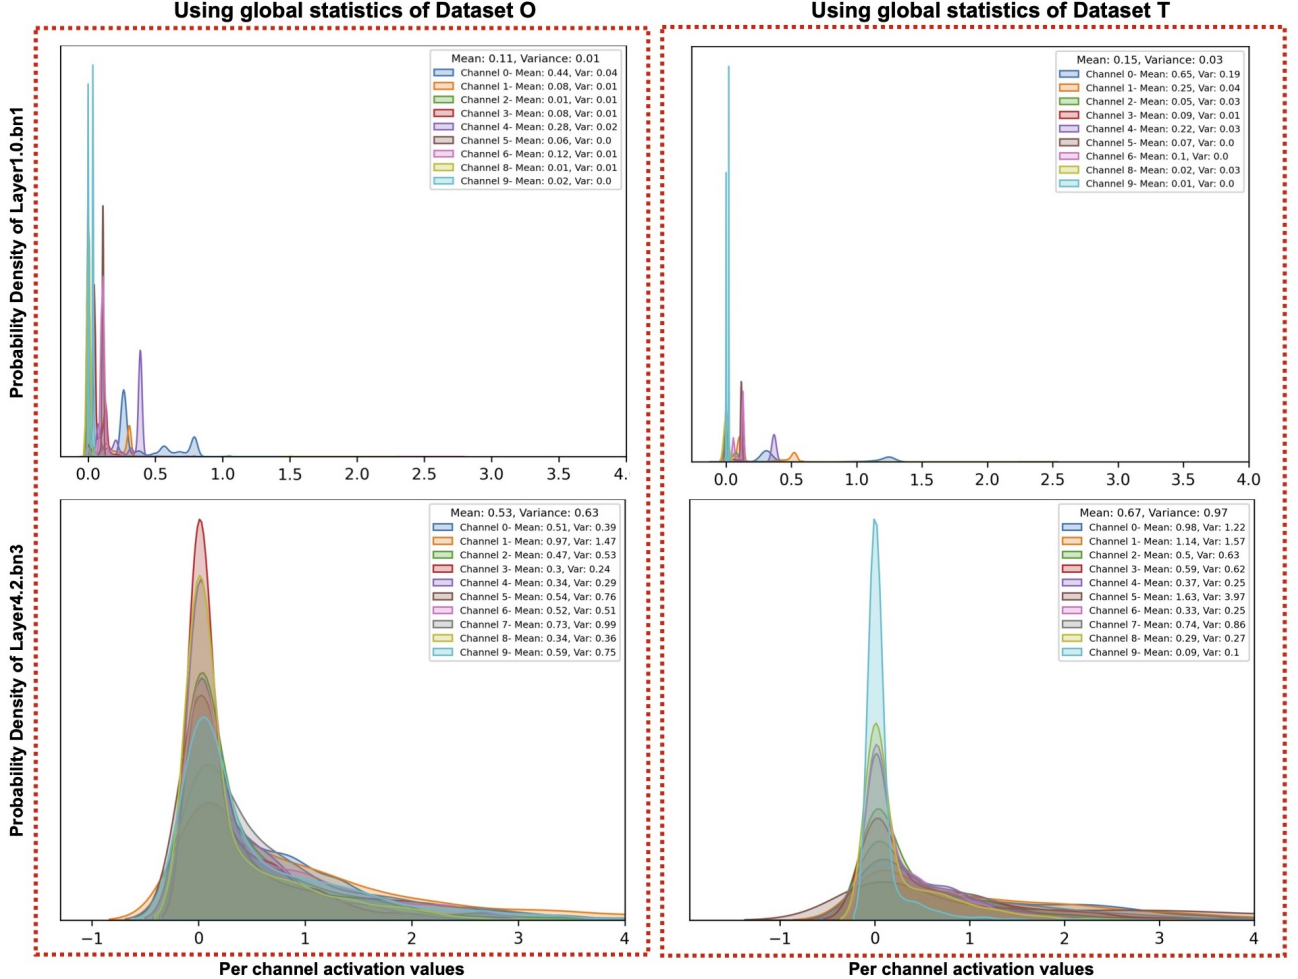 Using global statistics of Dataset O
Using global statistics of Dataset T
Probability Density of Layer1.0.bn1
Mean: 0.11, Variance: 0.01
Channel 0- Mean: 0.44, Var: 0.04
Channel 1- Mean: 0.08, Var: 0.01
Channel 2- Mean: 0.01, Var: 0.01
Channel 3- Mean: 0.08, Var: 0.01
Channel 4- Mean: 0.28, Var: 0.02
Channel 5- Mean: 0.06, Var: 0.0
Channel 6- Mean: 0.12, Var: 0.01
Channel 8- Mean: 0.01, Var: 0.01
Channel 9- Mean: 0.02, Var: 0.0
0.0 0.5 1.0 1.5 2.0 2.5 3.0 3.5 4.
Mean: 0.15, Variance: 0.03
Channel 0- Mean: 0.65, Var: 0.19
Channel 1- Mean: 0.25, Var: 0.04
Channel 2- Mean: 0.05, Var: 0.03
Channel 3- Mean: 0.09, Var: 0.01
Channel 4- Mean: 0.22, Var: 0.03
Channel 5- Mean: 0.07, Var: 0.0
Channel 6- Mean: 0.1, Var: 0.0
Channel 8- Mean: 0.02, Var: 0.03
Channel 9- Mean: 0.01, Var: 0.0
0.0 0.5 1.0 1.5 2.0 2.5 3.0 3.5 4.0
Probability Density of Layer4.2.bn3
Mean: 0.53, Variance: 0.63
Channel 0- Mean: 0.51, Var: 0.39
Channel 1- Mean: 0.97, Var: 1.47
Channel 2- Mean: 0.47, Var: 0.53
Channel 3- Mean: 0.3, Var: 0.24
Channel 4- Mean: 0.34, Var: 0.29
Channel 5- Mean: 0.54, Var: 0.76
Channel 6- Mean: 0.52, Var: 0.51
Channel 7- Mean: 0.73, Var: 0.99
Channel 8- Mean: 0.34, Var: 0.36
Channel 9- Mean: 0.59, Var: 0.75
−1 0 1 2 3 4
Mean: 0.67, Variance: 0.97
Channel 0- Mean: 0.98, Var: 1.22
Channel 1- Mean: 1.14, Var: 1.57
Channel 2- Mean: 0.5, Var: 0.63
Channel 3- Mean: 0.59, Var: 0.62
Channel 4- Mean: 0.37, Var: 0.25
Channel 5- Mean: 1.63, Var: 3.97
Channel 6- Mean: 0.33, Var: 0.25
Channel 7- Mean: 0.74, Var: 0.86
Channel 8- Mean: 0.29, Var: 0.27
Channel 9- Mean: 0.09, Var: 0.1
−1 0 1 2 3 4
Per channel activation values
Per channel activation values